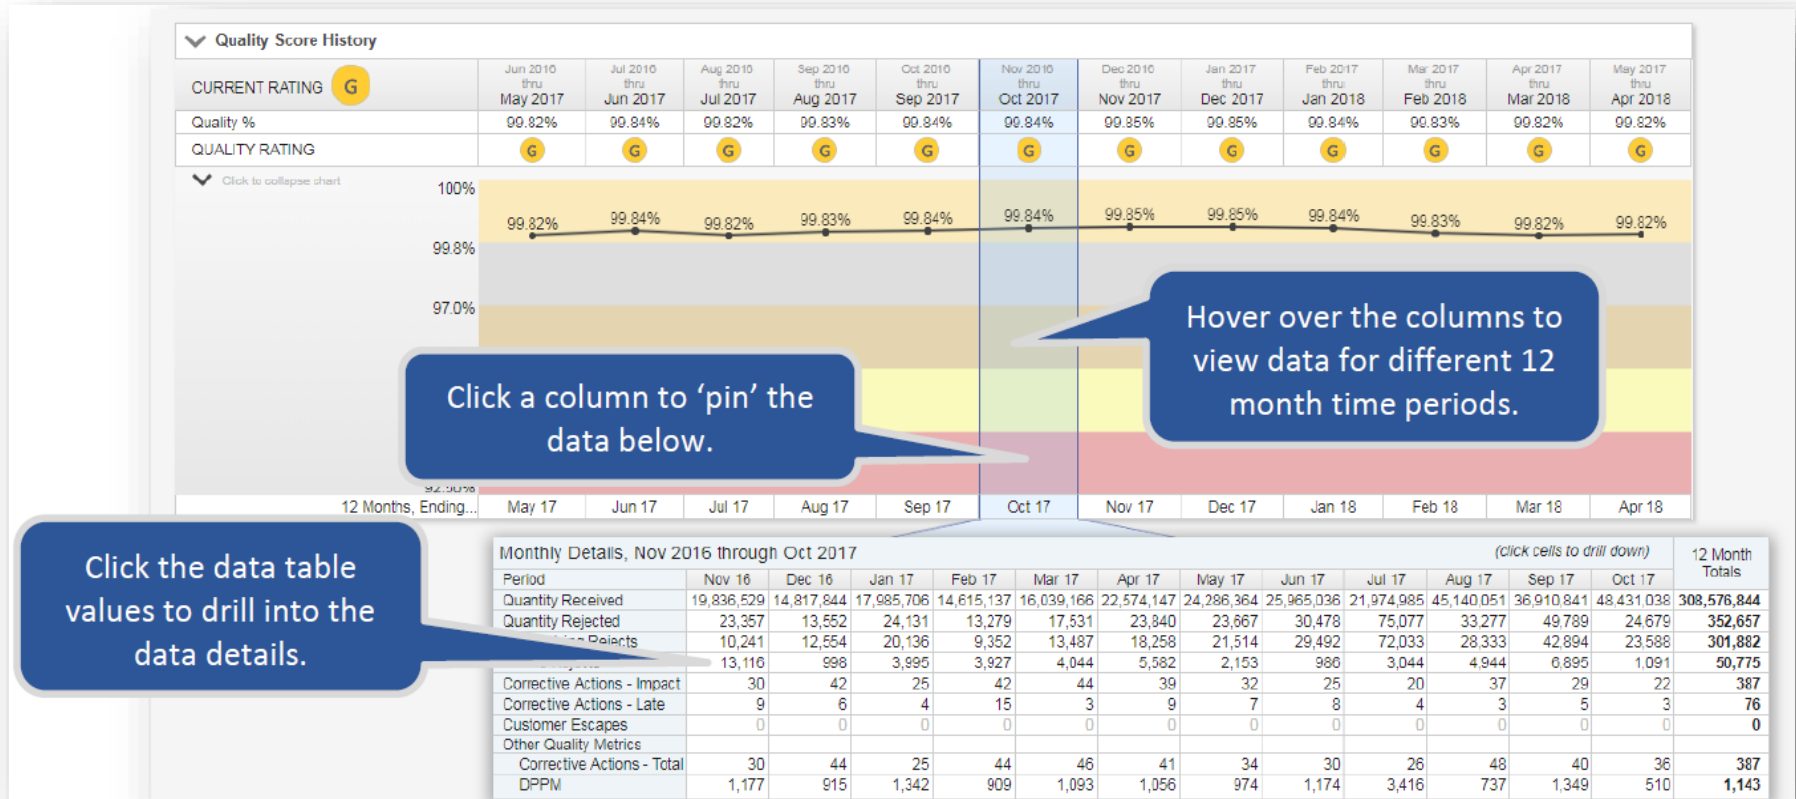 Quality Score History
CURRENT RATING G
Jun 2016 thru May 2017
Jul 2016 thru Jun 2017
Aug 2016 thru Jul 2017
Sep 2016 thru Aug 2017
Oct 2016 thru Sep 2017
Nov 2016 thru Oct 2017
Dec 2016 thru Nov 2017
Jan 2017 thru Dec 2017
Feb 2017 thru Jan 2018
Mar 2017 thru Feb 2018
Apr 2017 thru Mar 2018
May 2017 thru Apr 2018
Quality % 99.82% 99.84% 99.82% 99.83% 99.84% 99.84% 99.85% 99.85% 99.84% 99.83% 99.82% 99.82%
QUALITY RATING G G G G G G G G G G G G
Click to collapse chart
100%
99.82% 99.84% 99.82% 99.83% 99.84% 99.84% 99.85% 99.85% 99.84% 99.83% 99.82% 99.82%
99.8%
97.0%
Hover over the columns to
view data for different 12
month time periods.
Click a column to ‘pin’ the
data below.
92.50%
12 Months, Ending... May 17 Jun 17 Jul 17 Aug 17 Sep 17 Oct 17 Nov 17 Dec 17 Jan 18 Feb 18 Mar 18 Apr 18
Click the data table
values to drill into the
data details.
Monthly Details, Nov 2016 through Oct 2017 (click cells to drill down) 12 Month Totals
Period Nov 16 Dec 16 Jan 17 Feb 17 Mar 17 Apr 17 May 17 Jun 17 Jul 17 Aug 17 Sep 17 Oct 17
Quantity Received 19,836,529 14,817,844 17,985,706 14,615,137 16,039,166 22,574,147 24,286,364 25,965,036 21,974,985 45,140,051 36,910,841 48,431,038 308,576,844
Quantity Rejected 23,357 13,552 24,131 13,279 17,531 23,840 23,667 30,478 75,077 33,277 49,789 24,679 352,657
Rejects 10,241 12,554 20,136 9,352 13,487 18,258 21,514 29,492 72,033 28,333 42,894 23,588 301,882
13,116 998 3,995 3,927 4,044 5,582 2,153 986 3,044 4,944 6,895 1,091 50,775
Corrective Actions - Impact 30 42 25 42 44 39 32 25 20 37 29 22 387
Corrective Actions - Late 9 6 4 15 3 9 7 8 4 3 5 3 76
Customer Escapes 0 0 0 0 0 0 0 0 0 0 0 0 0
Other Quality Metrics
Corrective Actions - Total 30 44 25 44 46 41 34 30 26 48 40 36 387
DPPM 1,177 915 1,342 909 1,093 1,056 974 1,174 3,416 737 1,349 510 1,143